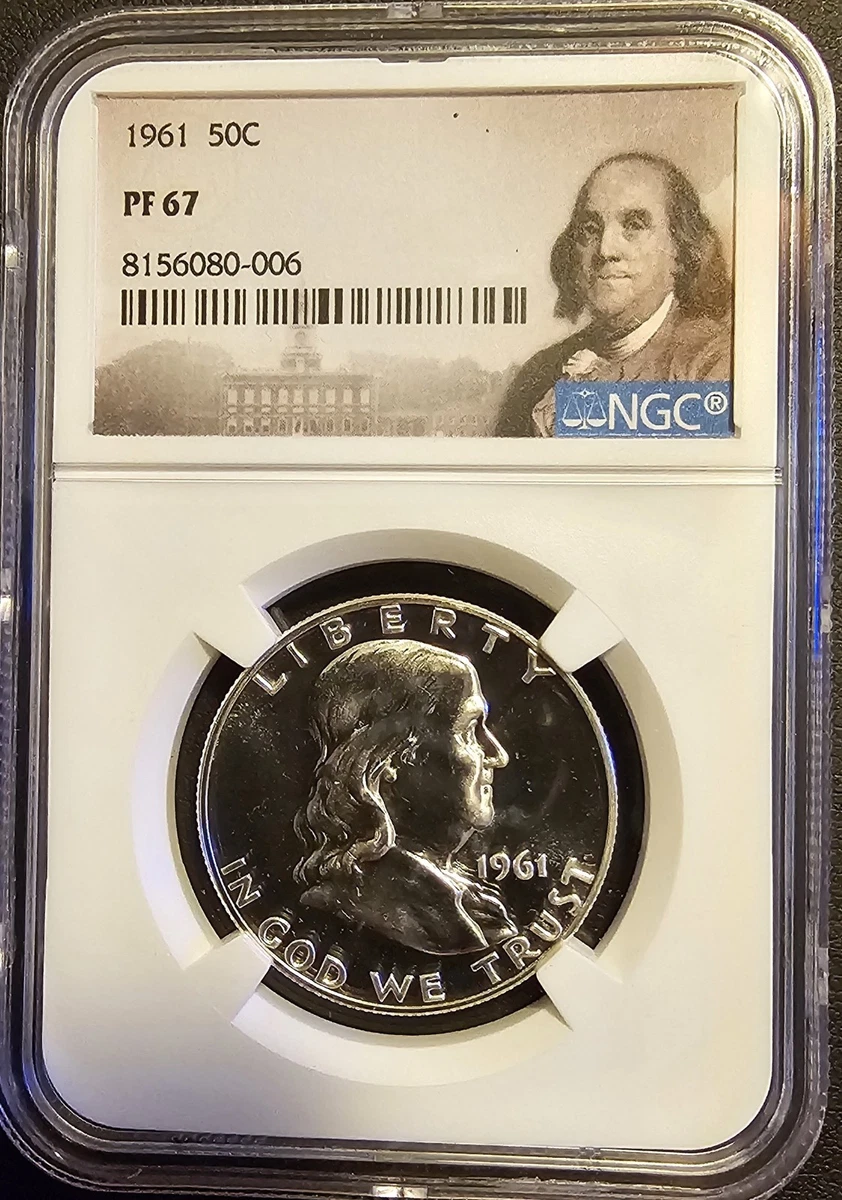 1961 50C
PF 67
8156080-006
NGC®
LIBERTY
1961
IN GOD WE TRUST